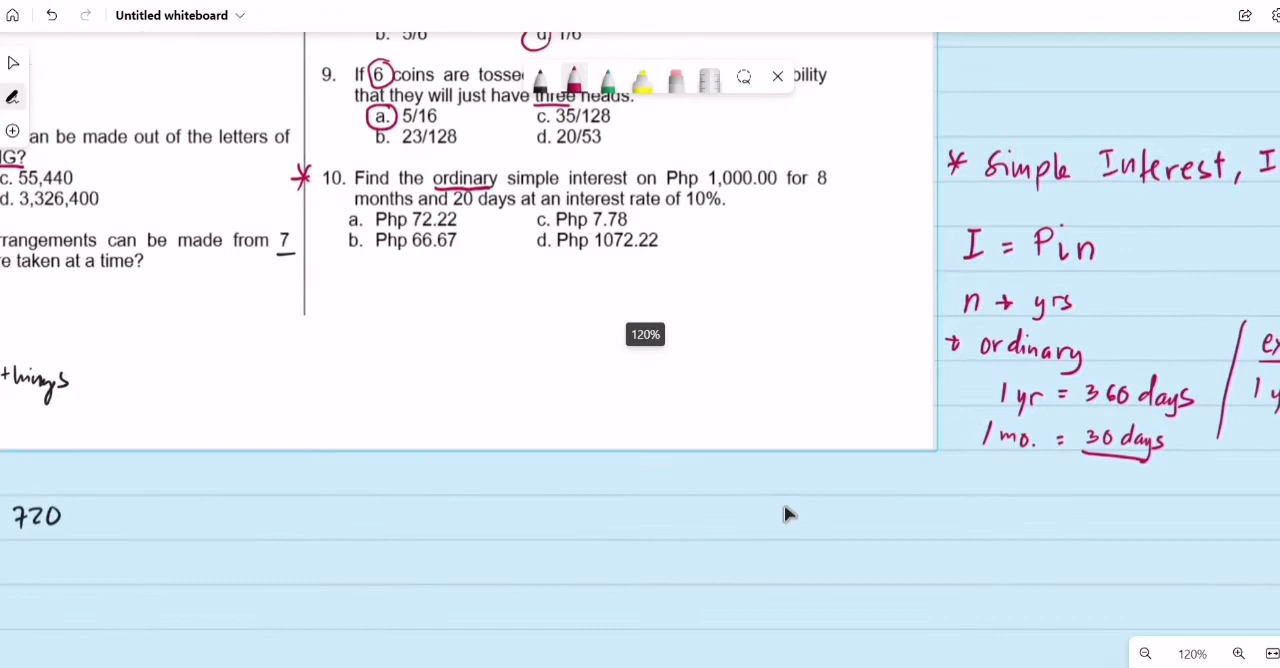 Untitled whiteboard
b. 5/6
d) 1/6
9. If 6 coins are tossed
bility
that they will just have three heads.
a. 5/16
c. 35/128
b. 23/128
d. 20/53
an be made out of the letters of
G?
c. 55,440
d. 3,326,400
rrangements can be made from 7
e taken at a time?
* 10. Find the ordinary simple interest on Php 1,000.00 for 8
months and 20 days at an interest rate of 10%.
a. Php 72.22
c. Php 7.78
b. Php 66.67
d. Php 1072.22
120%
things
720
* Simple Interest, I
I = Pin
n → yrs
→ ordinary
1 yr = 360 days
1 mo. = 30 days
ex
1 y
120%